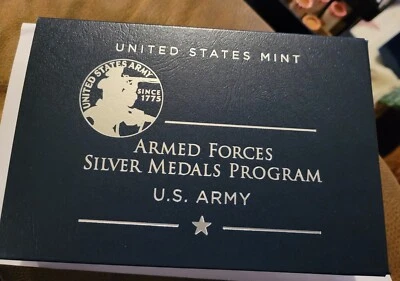 UNITED STATES MINT
UNITED STATES ARMY
SINCE
1775
ARMED FORCES
SILVER MEDALS PROGRAM
U.S. ARMY